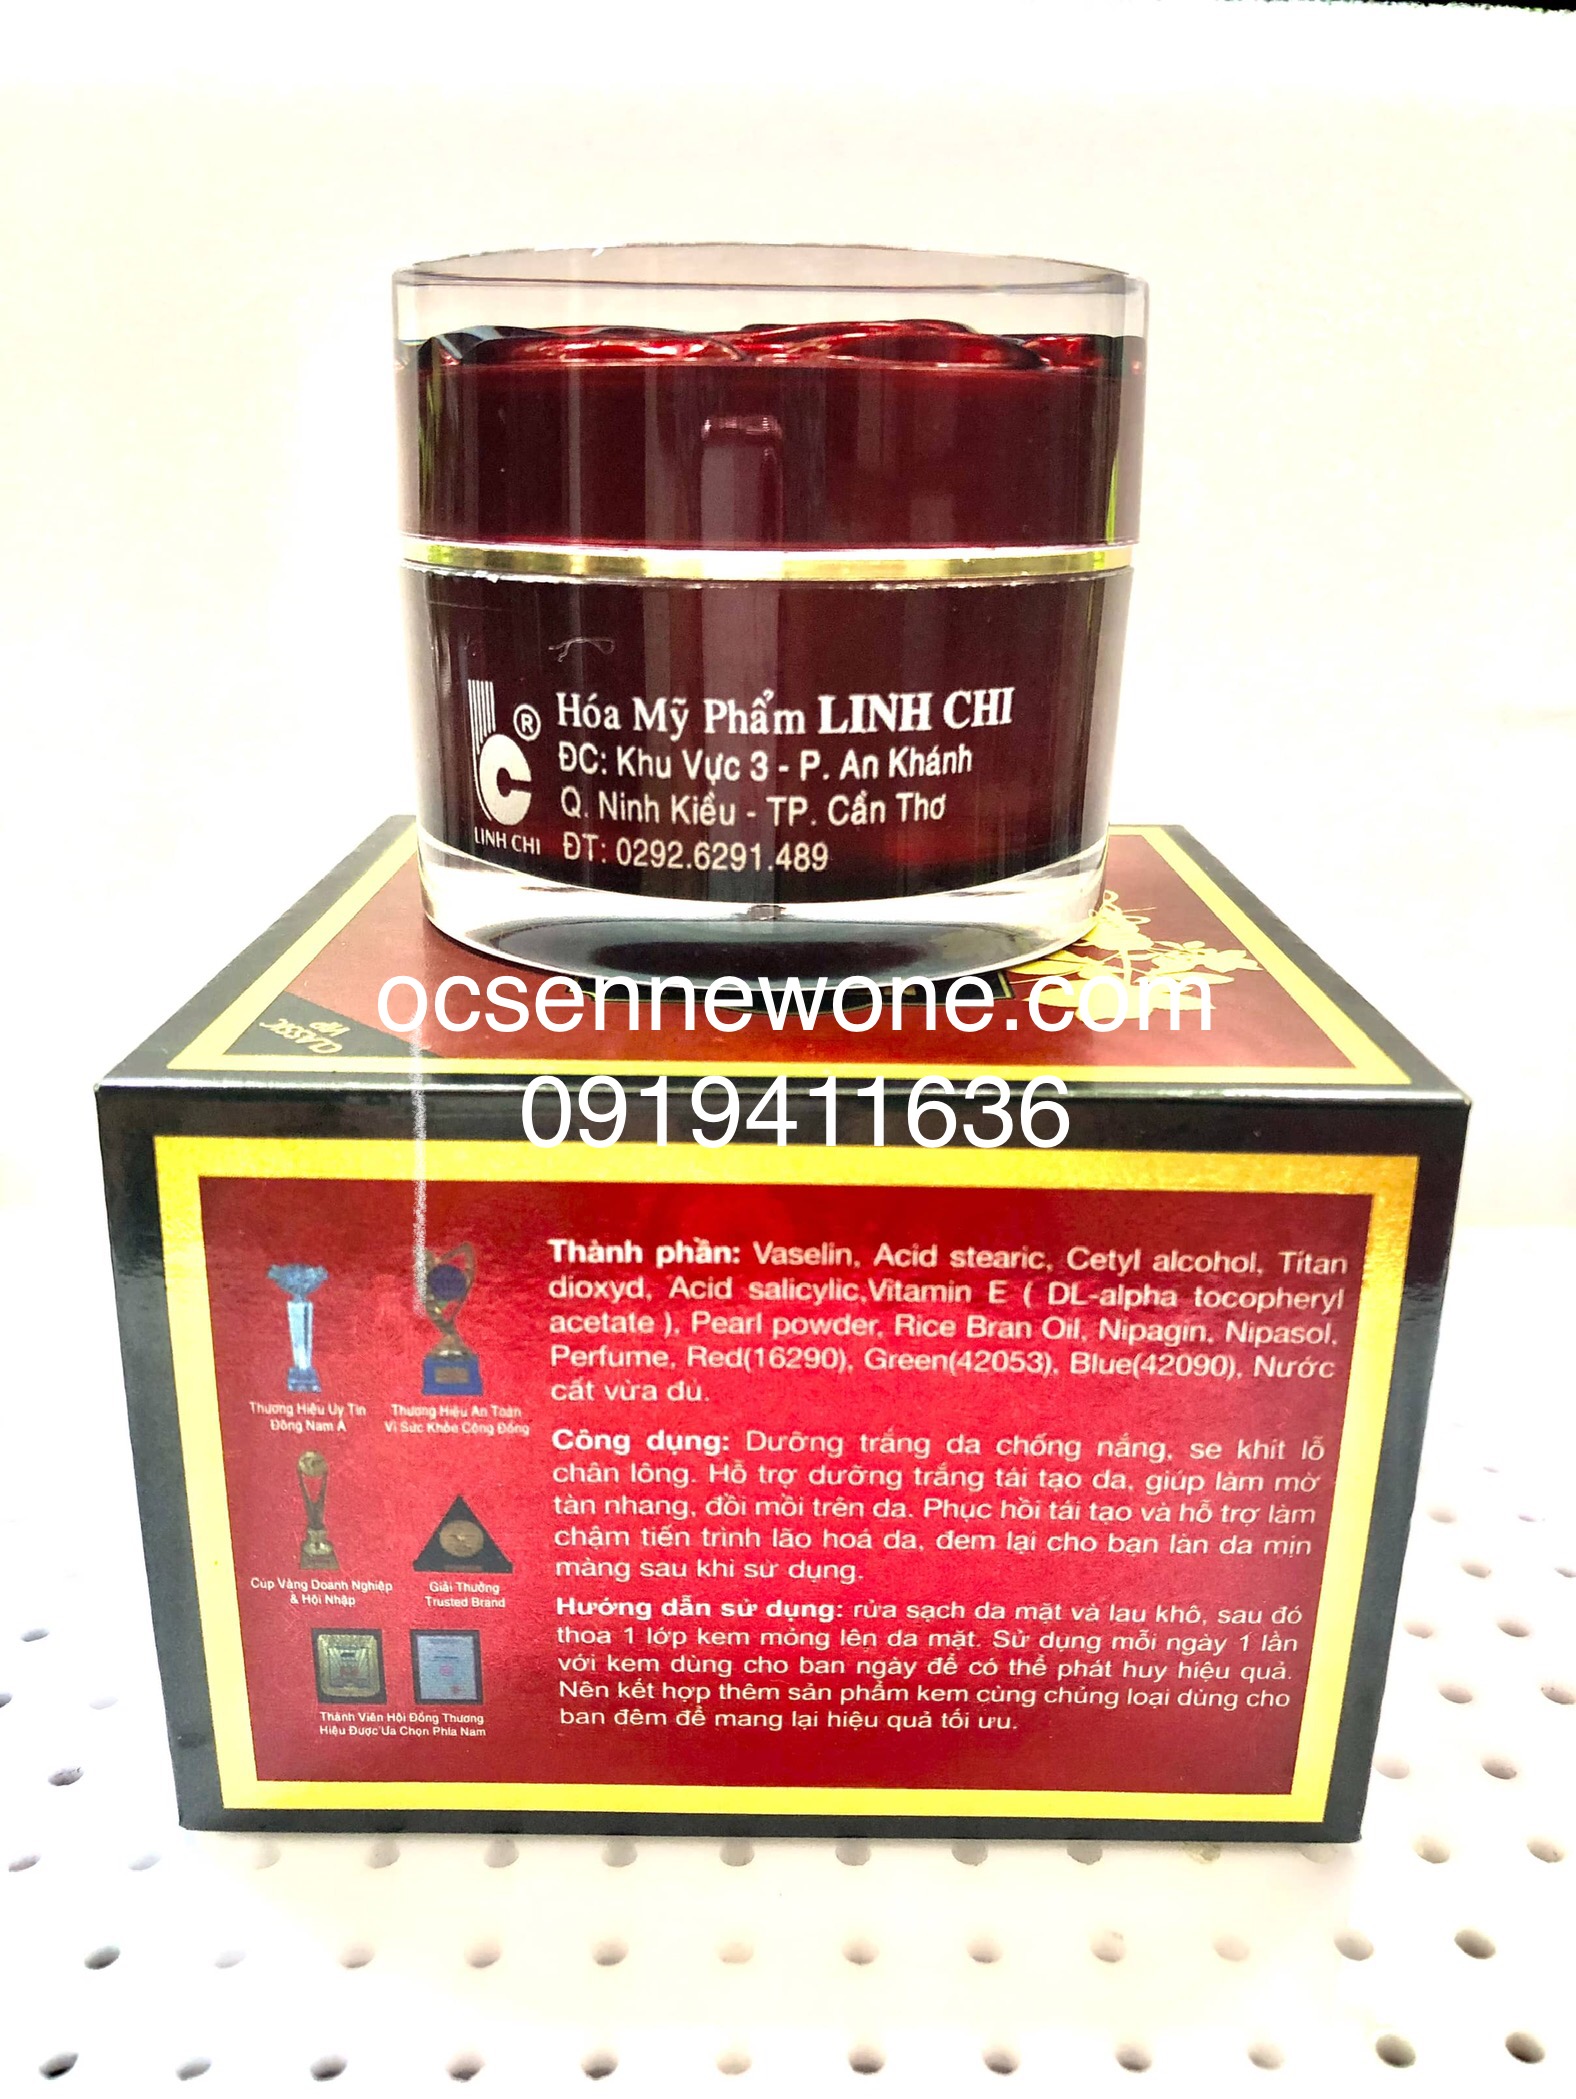 Hóa Mỹ Phẩm LINH CHI
®
ĐC: Khu Vực 3 - P. An Khánh
Q. Ninh Kiều - TP. Cần Thơ
LINH CHI
ĐT: 0292.6291.489
ocsennewone.com
CLASSIC
HP
0919411636
Thành phần: Vaselin, Acid stearic, Cetyl alcohol, Titan
dioxyd, Acid salicylic,Vitamin E ( DL-alpha tocopheryl
acetate ), Pearl powder, Rice Bran Oil, Nipagin, Nipasol,
Perfume, Red(16290), Green(42053), Blue(42090), Nước
cất vừa đủ.
Công dụng: Dưỡng trắng da chống nắng, se khít lỗ
chân lông. Hỗ trợ dưỡng trắng tái tạo da, giúp làm mờ
tàn nhang, đồi mồi trên da. Phục hồi tái tạo và hỗ trợ làm
chậm tiến trình lão hoá da, đem lại cho bạn làn da mịn
màng sau khi sử dụng.
Hướng dẫn sử dụng: rửa sạch da mặt và lau khô, sau đó
thoa 1 lớp kem mỏng lên da mặt. Sử dụng mỗi ngày 1 lần
với kem dùng cho ban ngày để có thể phát huy hiệu quả.
Nên kết hợp thêm sản phẩm kem cùng chủng loại dùng cho
ban đêm để mang lại hiệu quả tối ưu.
Thương Hiệu Uy Tín
Đông Nam Á
Thương Hiệu An Toàn
Vì Sức Khỏe Cộng Đồng
Cúp Vàng Doanh Nghiệp
& Hội Nhập
Giải Thưởng
Trusted Brand
Thành Viên Hội Đồng Thương
Hiệu Được Ưa Chọn Phía Nam